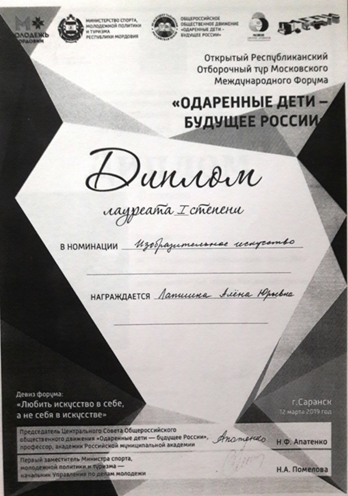 МОЛОДЕЖЬ
МИНИСТЕРСТВО СПОРТА,
МОЛОДЕЖНОЙ ПОЛИТИКИ
И ТУРИЗМА
РЕСПУБЛИКИ МОРДОВИЯ
ОБЩЕРОССИЙСКОЕ
ОБЩЕСТВЕННОЕ ДВИЖЕНИЕ
«ОДАРЕННЫЕ ДЕТИ –
БУДУЩЕЕ РОССИИ»
Открытый Республиканский
Отборочный тур Московского
Международного Форума
«ОДАРЕННЫЕ ДЕТИ –
БУДУЩЕЕ РОССИИ»
Диплом
лауреата I степени
В НОМИНАЦИИ Изобразительное искусство
НАГРАЖДАЕТСЯ Лапшина Алёна Юрьевна
Девиз форума:
«Любить искусство в себе,
а не себя в искусстве»
г.Саранск
12 марта 2019 год
Председатель Центрального Совета Общероссийского
общественного движения «Одаренные дети — будущее России»,
профессор, академик Российской муниципальной академии
Апатенко
Н.Ф. Апатенко
Первый заместитель Министра спорта,
молодежной политики и туризма —
начальник управления по делам молодежи
Н.А. Помелова